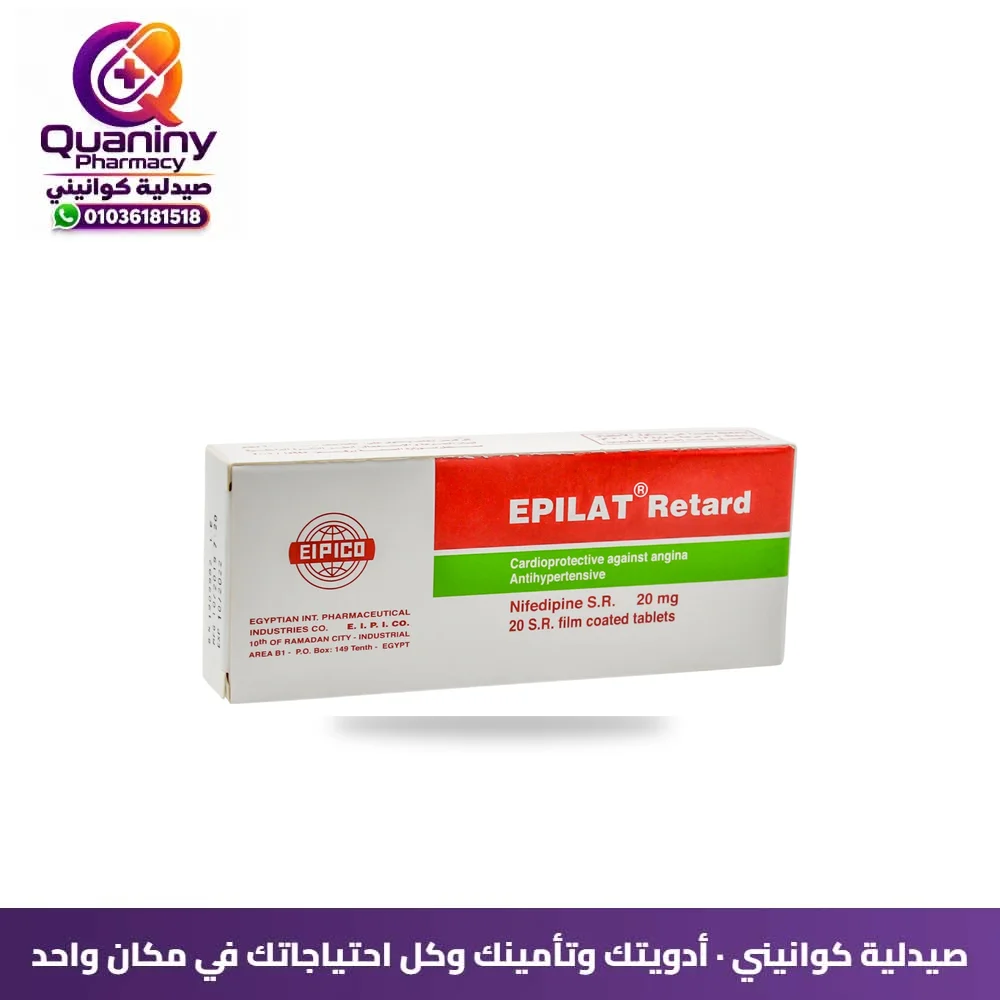 Quaniny
Pharmacy
صيدلية كوانيني
01036181518
EPILAT® Retard
Cardioprotective against angina
Antihypertensive
Nifedipine S.R. 20 mg
20 S.R. film coated tablets
EIPICO
EGYPTIAN INT. PHARMACEUTICAL
INDUSTRIES CO. E. I. P. I. CO.
10th OF RAMADAN CITY - INDUSTRIAL
AREA B1 - P.O. Box: 149 Tenth - EGYPT
صيدلية كوانيني · أدويتك وتأمينك وكل احتياجاتك في مكان واحد